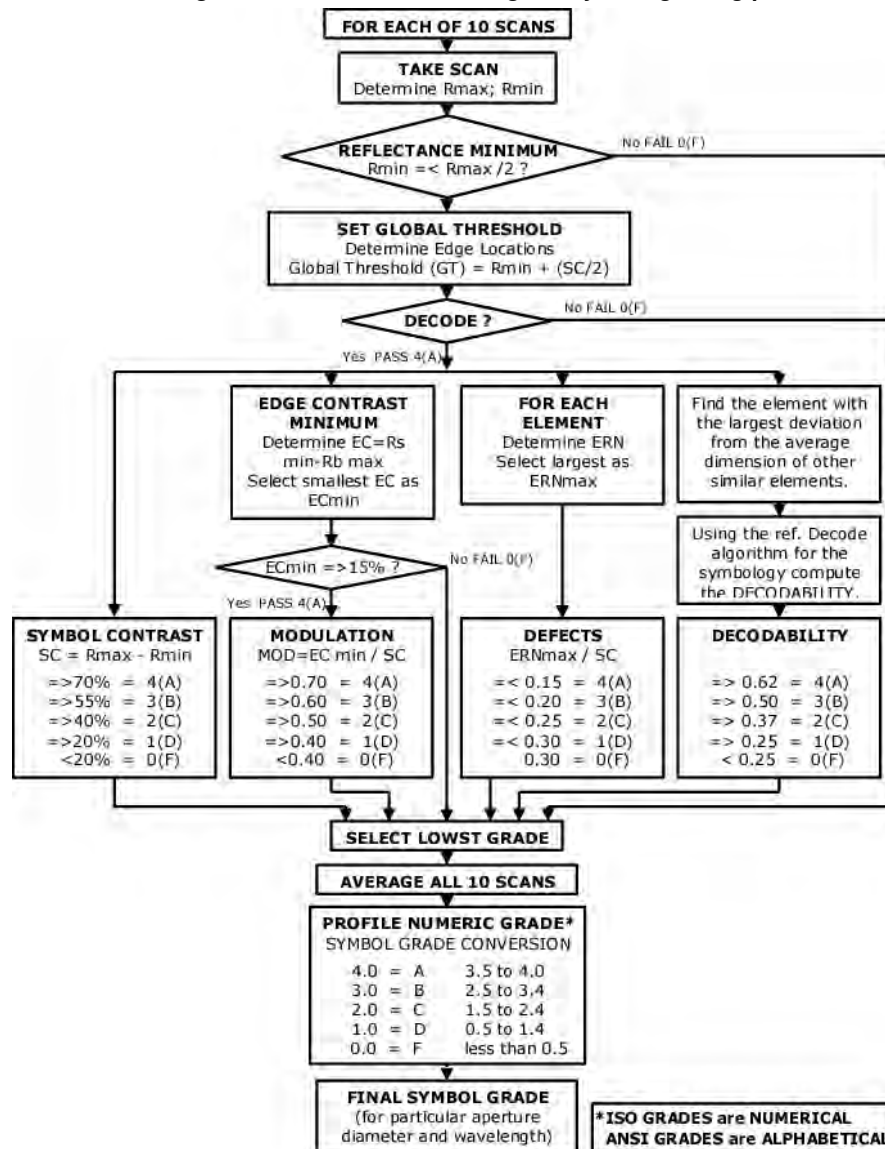 FOR EACH OF 10 SCANS
TAKE SCAN
Determine Rmax; Rmin
REFLECTANCE MINIMUM
Rmin =< Rmax /2 ?
No FAIL 0(F)
SET GLOBAL THRESHOLD
Determine Edge Locations
Global Threshold (GT) = Rmin + (SC/2)
DECODE ?
No FAIL 0(F)
Yes PASS 4(A)
EDGE CONTRAST
MINIMUM
Determine EC=Rs
min-Rb max
Select smallest EC as
ECmin
FOR EACH
ELEMENT
Determine ERN
Select largest as
ERNmax
Find the element with
the largest deviation
from the average
dimension of other
similar elements.
Using the ref. Decode
algorithm for the
symbology compute
the DECODABILITY.
ECmin =>15% ?
No FAIL 0(F)
Yes PASS 4(A)
SYMBOL CONTRAST
SC = Rmax - Rmin
=>70% = 4(A)
=>55% = 3(B)
=>40% = 2(C)
=>20% = 1(D)
<20% = 0(F)
MODULATION
MOD=EC min / SC
=>0.70 = 4(A)
=>0.60 = 3(B)
=>0.50 = 2(C)
=>0.40 = 1(D)
<0.40 = 0(F)
DEFECTS
ERNmax / SC
=< 0.15 = 4(A)
=< 0.20 = 3(B)
=< 0.25 = 2(C)
=< 0.30 = 1(D)
0.30 = 0(F)
DECODABILITY
=> 0.62 = 4(A)
=> 0.50 = 3(B)
=> 0.37 = 2(C)
=> 0.25 = 1(D)
< 0.25 = 0(F)
SELECT LOWST GRADE
AVERAGE ALL 10 SCANS
PROFILE NUMERIC GRADE*
SYMBOL GRADE CONVERSION
4.0 = A 3.5 to 4.0
3.0 = B 2.5 to 3.4
2.0 = C 1.5 to 2.4
1.0 = D 0.5 to 1.4
0.0 = F less than 0.5
FINAL SYMBOL GRADE
(for particular aperture
diameter and wavelength)
*ISO GRADES are NUMERICAL
ANSI GRADES are ALPHABETICAL